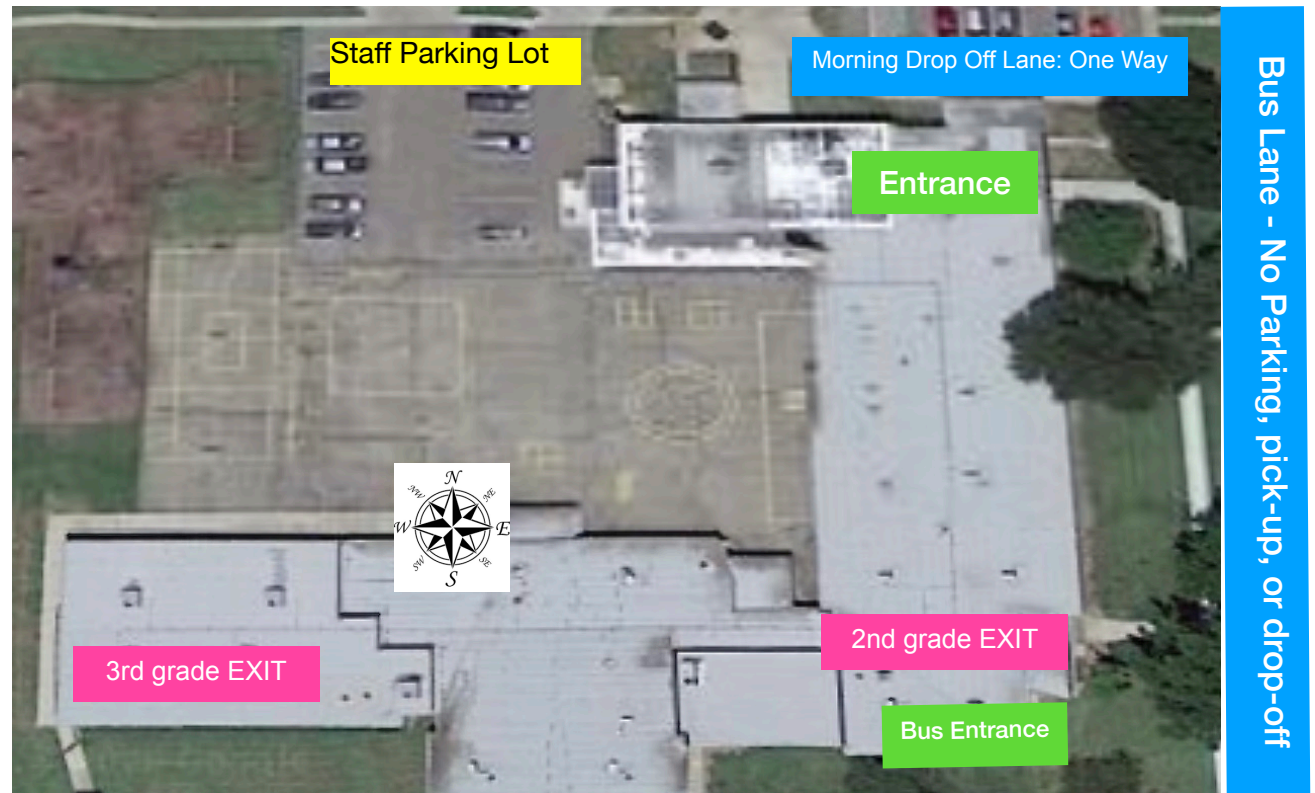 Staff Parking Lot
Morning Drop Off Lane: One Way
Bus Lane - No Parking, pick-up, or drop-off
Entrance
N
NW
NE
W
E
SW
SE
S
2nd grade EXIT
3rd grade EXIT
Bus Entrance